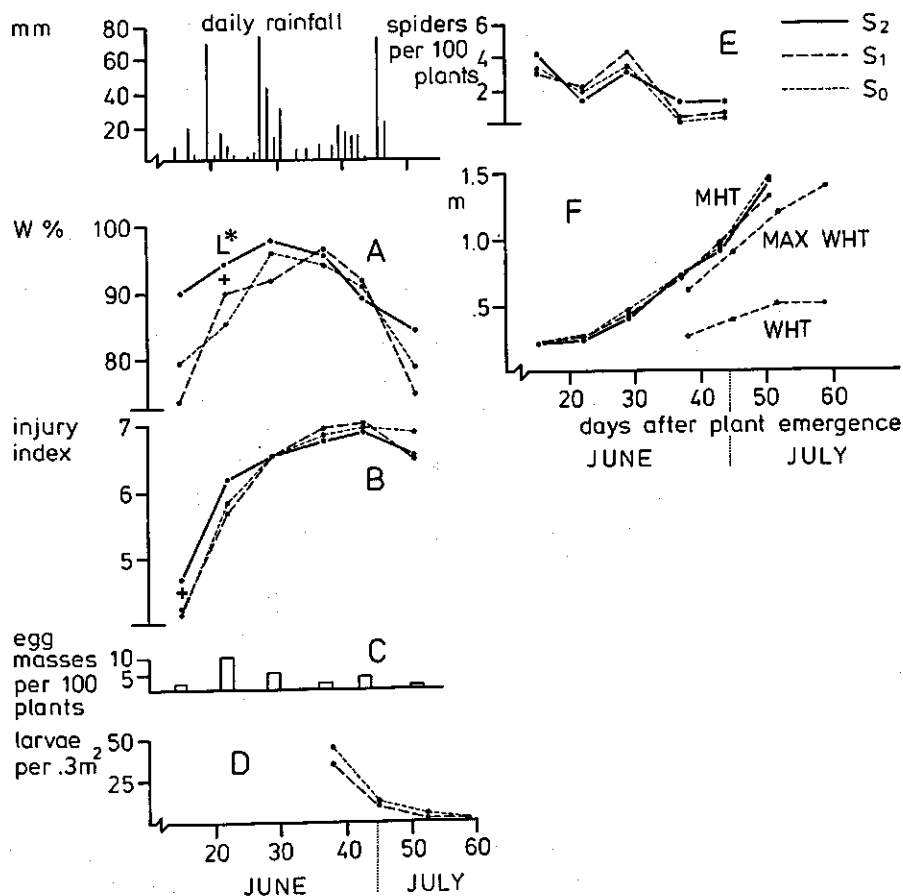 mm
daily rainfall
80
60
40
20
spiders
per 100
plants
6
4
2
E
S2
S1
S0
W %
100
90
80
L*
+
A
injury
index
7
6
5
+
B
egg
masses
per 100
plants
10
5
C
larvae
per .3m²
50
25
D
20 30 40 50 60
JUNE JULY
m
1.5
1.0
.5
F
MHT
MAX WHT
WHT
20 30 40 50 60
days after plant emergence
JUNE JULY